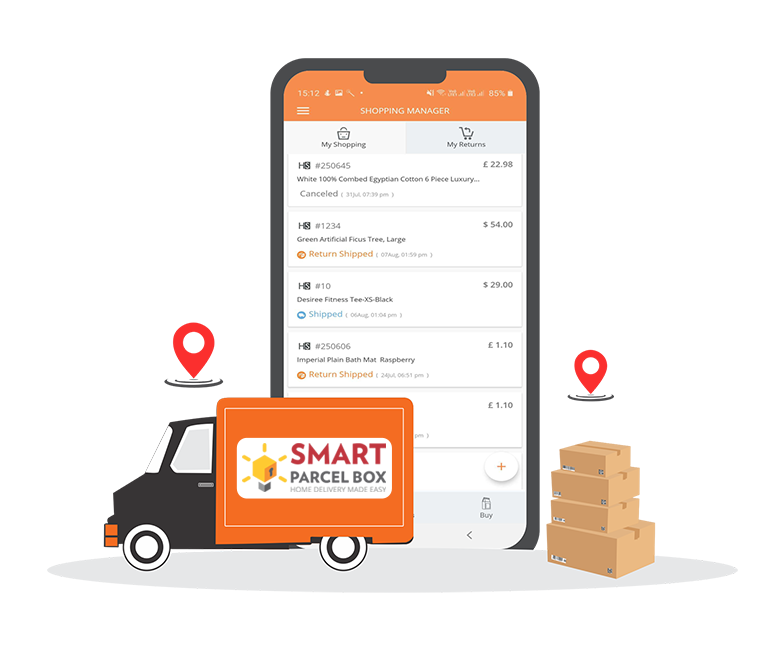 15:12
85%
SHOPPING MANAGER
My Shopping
My Returns
#250645
£ 22.98
White 100% Combed Egyptian Cotton 6 Piece Luxury...
Canceled ( 31Jul, 07:39 pm )
#1234
$ 54.00
Green Artificial Ficus Tree, Large
Return Shipped ( 07Aug, 01:59 pm )
#10
$ 29.00
Desiree Fitness Tee-XS-Black
Shipped ( 06Aug, 01:04 pm )
#250606
£ 1.10
Imperial Plain Bath Mat Raspberry
Return Shipped ( 24Jul, 06:51 pm )
£ 1.10
pm )
SMART
PARCEL BOX
HOME DELIVERY MADE EASY
Buy